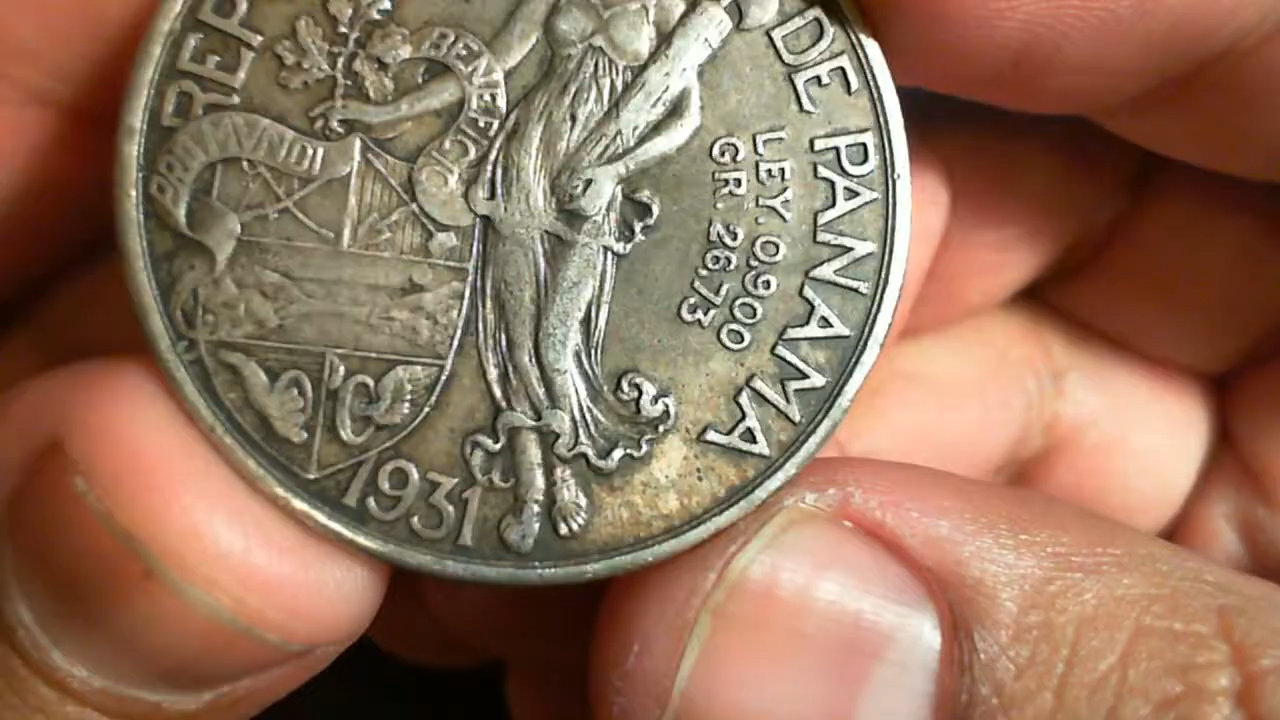 REP
DE PANAMA
BENEFICIO
PRO MVNDI
LEY. 0,900
GR. 26,73
1931